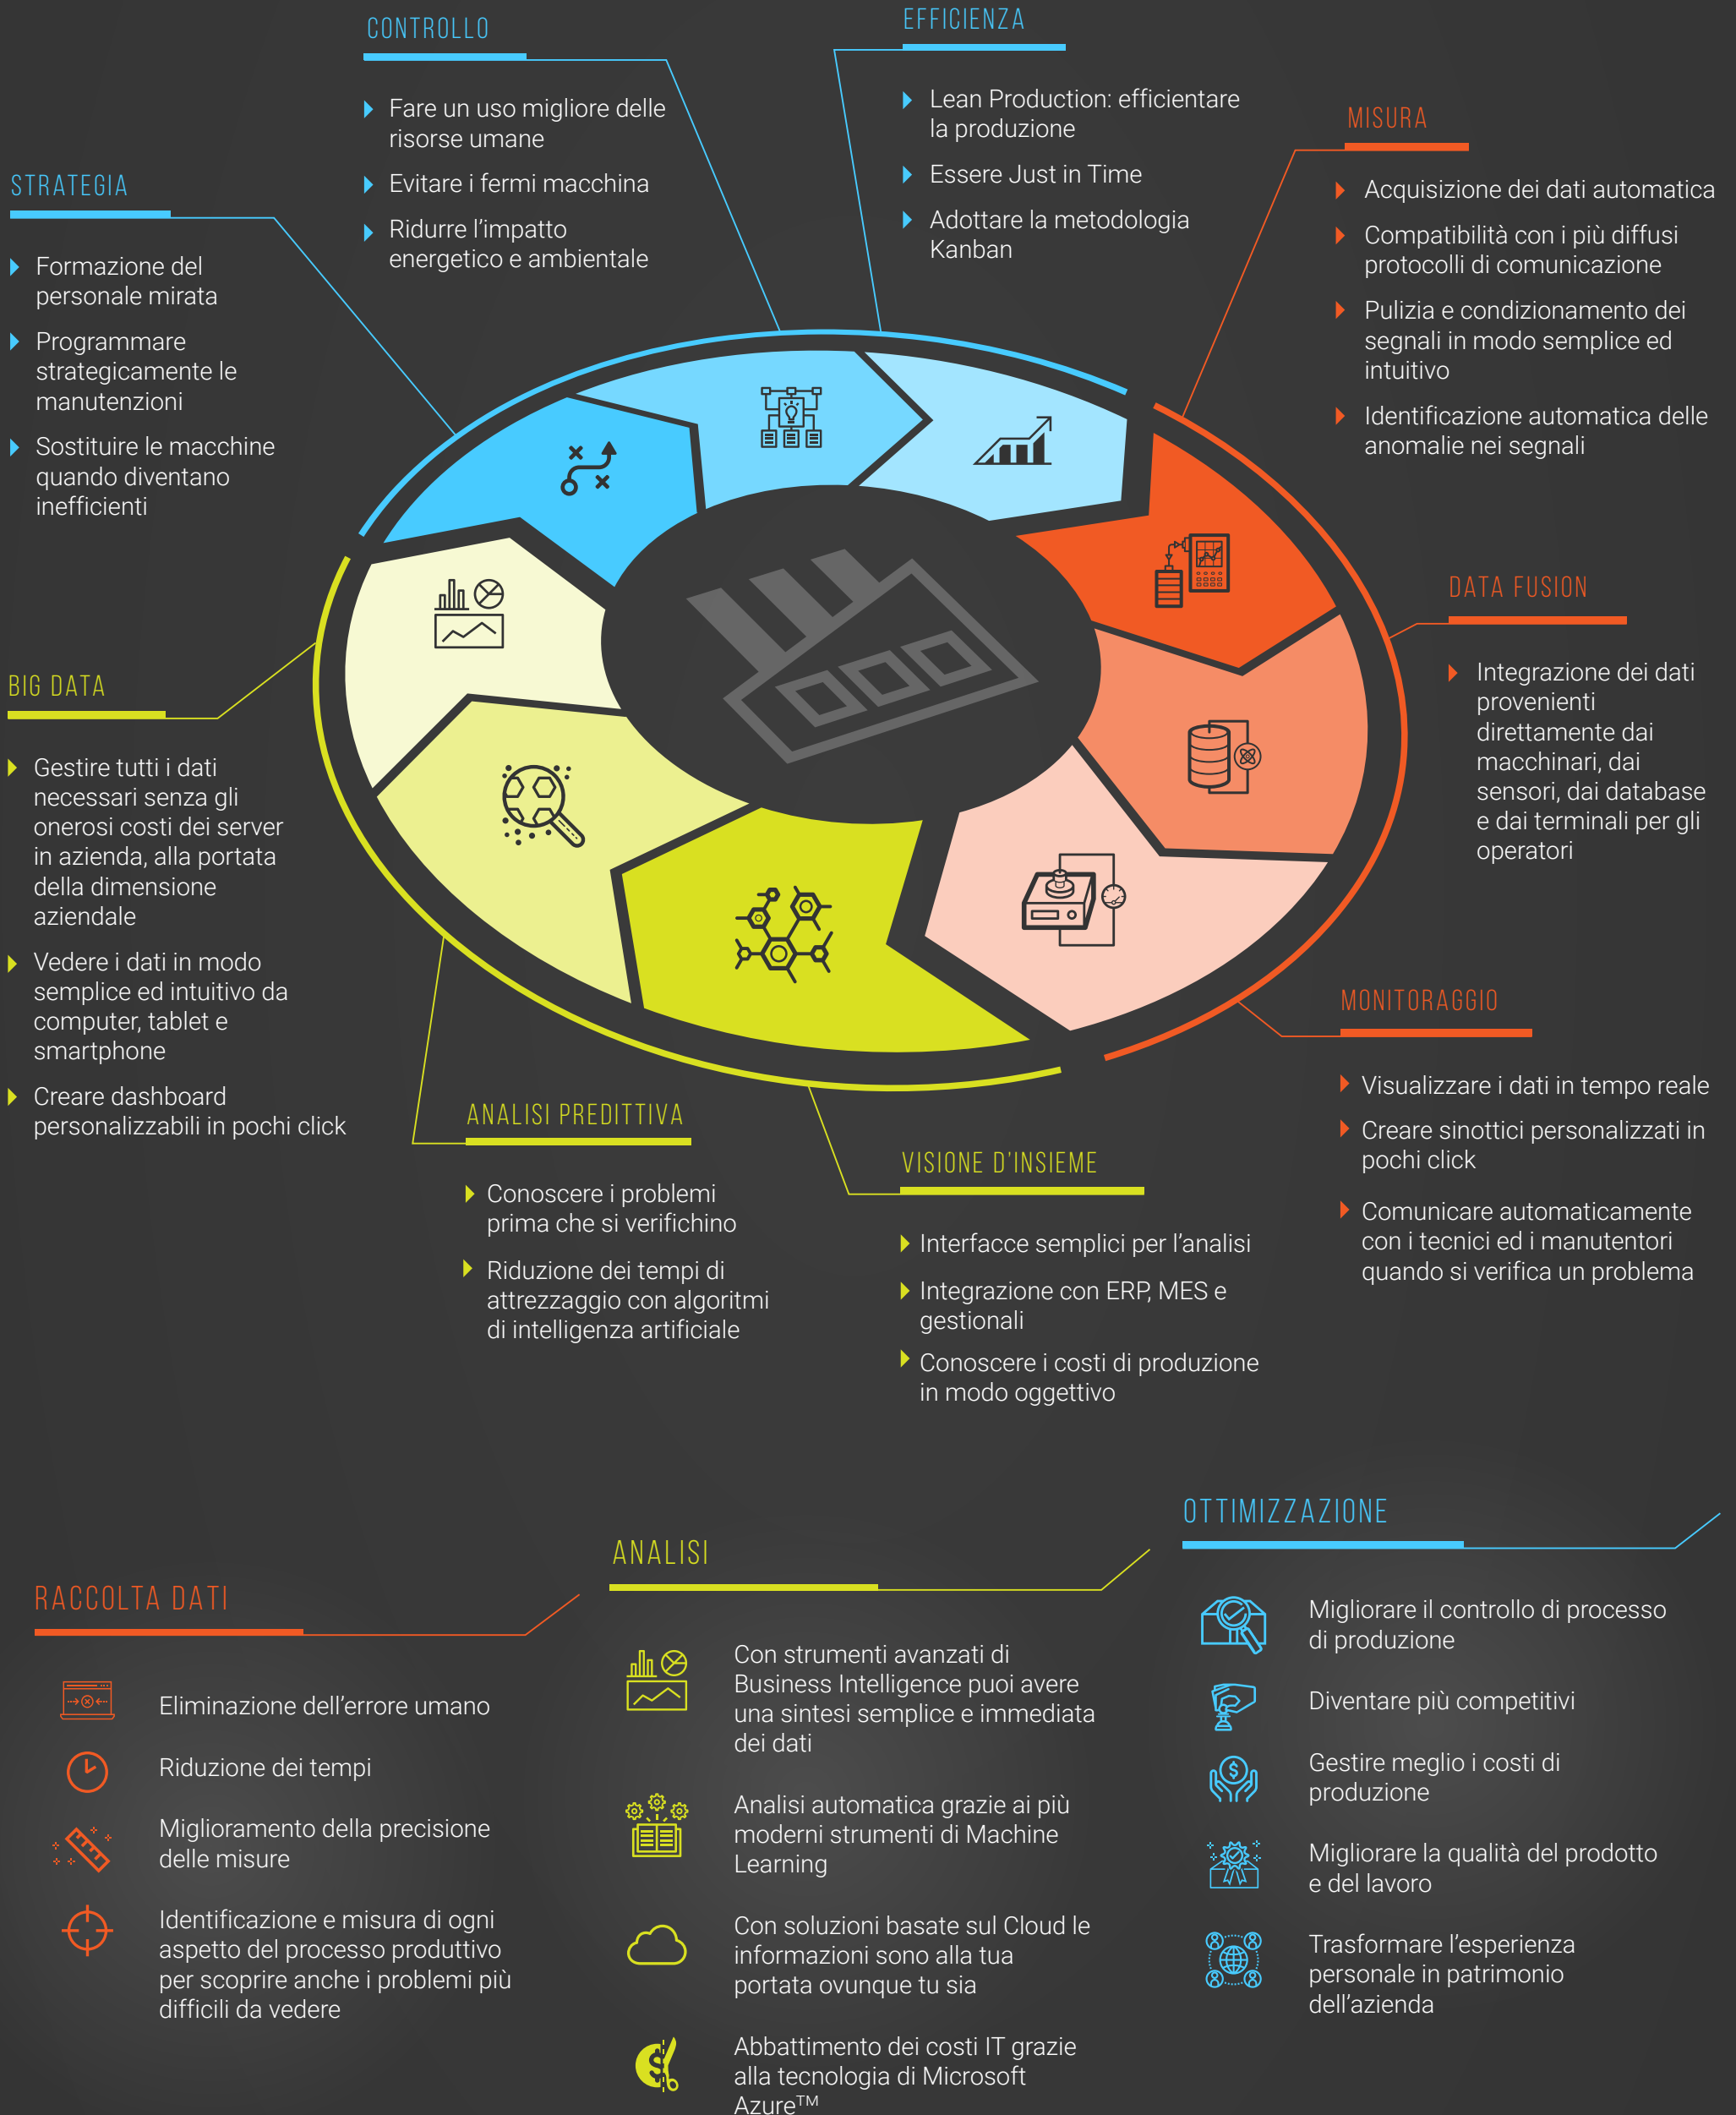 CONTROLLO
Fare un uso migliore delle
risorse umane
Evitare i fermi macchina
Ridurre l'impatto
energetico e ambientale
EFFICIENZA
Lean Production: efficientare
la produzione
Essere Just in Time
Adottare la metodologia
Kanban
MISURA
Acquisizione dei dati automatica
Compatibilità con i più diffusi
protocolli di comunicazione
Pulizia e condizionamento dei
segnali in modo semplice ed
intuitivo
Identificazione automatica delle
anomalie nei segnali
STRATEGIA
Formazione del
personale mirata
Programmare
strategicamente le
manutenzioni
Sostituire le macchine
quando diventano
inefficienti
DATA FUSION
Integrazione dei dati
provenienti
direttamente dai
macchinari, dai
sensori, dai database
e dai terminali per gli
operatori
BIG DATA
Gestire tutti i dati
necessari senza gli
onerosi costi dei server
in azienda, alla portata
della dimensione
aziendale
Vedere i dati in modo
semplice ed intuitivo da
computer, tablet e
smartphone
Creare dashboard
personalizzabili in pochi click
MONITORAGGIO
Visualizzare i dati in tempo reale
Creare sinottici personalizzati in
pochi click
Comunicare automaticamente
con i tecnici ed i manutentori
quando si verifica un problema
ANALISI PREDITTIVA
Conoscere i problemi
prima che si verifichino
Riduzione dei tempi di
attrezzaggio con algoritmi
di intelligenza artificiale
VISIONE D'INSIEME
Interfacce semplici per l'analisi
Integrazione con ERP, MES e
gestionali
Conoscere i costi di produzione
in modo oggettivo
RACCOLTA DATI
Eliminazione dell'errore umano
Riduzione dei tempi
Miglioramento della precisione
delle misure
Identificazione e misura di ogni
aspetto del processo produttivo
per scoprire anche i problemi più
difficili da vedere
ANALISI
Con strumenti avanzati di
Business Intelligence puoi avere
una sintesi semplice e immediata
dei dati
Analisi automatica grazie ai più
moderni strumenti di Machine
Learning
Con soluzioni basate sul Cloud le
informazioni sono alla tua
portata ovunque tu sia
Abbattimento dei costi IT grazie
alla tecnologia di Microsoft
Azure™
OTTIMIZZAZIONE
Migliorare il controllo di processo
di produzione
Diventare più competitivi
Gestire meglio i costi di
produzione
Migliorare la qualità del prodotto
e del lavoro
Trasformare l'esperienza
personale in patrimonio
dell'azienda